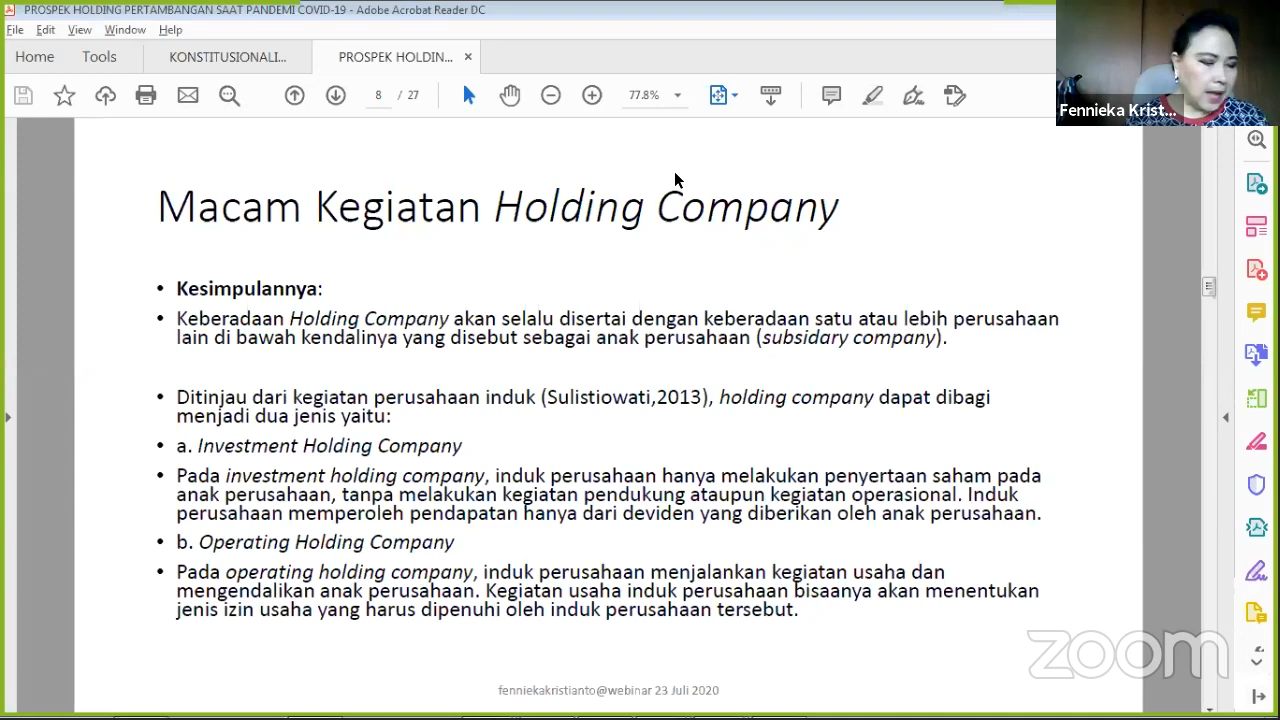 PROSPEK HOLDING PERTAMBANGAN SAAT PANDEMI COVID-19 - Adobe Acrobat Reader DC
File Edit View Window Help
Home Tools KONSTITUSIONALI... PROSPEK HOLDIN... ×
8 / 27 77.8%
Fennieka Krist...
Macam Kegiatan Holding Company
• Kesimpulannya:
• Keberadaan Holding Company akan selalu disertai dengan keberadaan satu atau lebih perusahaan
lain di bawah kendalinya yang disebut sebagai anak perusahaan (subsidary company).
• Ditinjau dari kegiatan perusahaan induk (Sulistiowati,2013), holding company dapat dibagi
menjadi dua jenis yaitu:
• a. Investment Holding Company
• Pada investment holding company, induk perusahaan hanya melakukan penyertaan saham pada
anak perusahaan, tanpa melakukan kegiatan pendukung ataupun kegiatan operasional. Induk
perusahaan memperoleh pendapatan hanya dari deviden yang diberikan oleh anak perusahaan.
• b. Operating Holding Company
• Pada operating holding company, induk perusahaan menjalankan kegiatan usaha dan
mengendalikan anak perusahaan. Kegiatan usaha induk perusahaan bisaanya akan menentukan
jenis izin usaha yang harus dipenuhi oleh induk perusahaan tersebut.
zoom
fenniekakristianto@webinar 23 Juli 2020